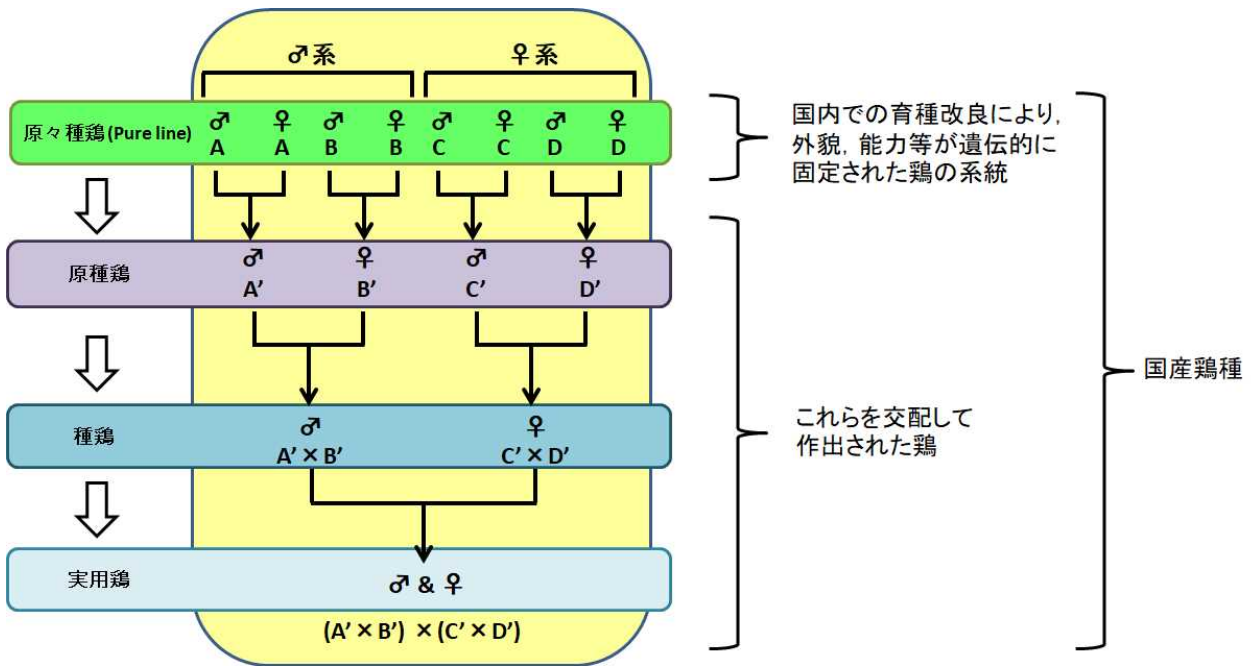 ♂系 ♀系
原々種鶏(Pure line) ♂ ♀ ♂ ♀ ♂ ♀ ♂ ♀
A A B B C C D D
国内での育種改良により,
外貌, 能力等が遺伝的に
固定された鶏の系統
原種鶏 ♂ ♀ ♂ ♀
A' B' C' D'
種鶏 ♂ ♀
A'×B' C'×D'
これらを交配して
作出された鶏
国産鶏種
実用鶏 ♂ & ♀
(A'×B') ×(C'×D')